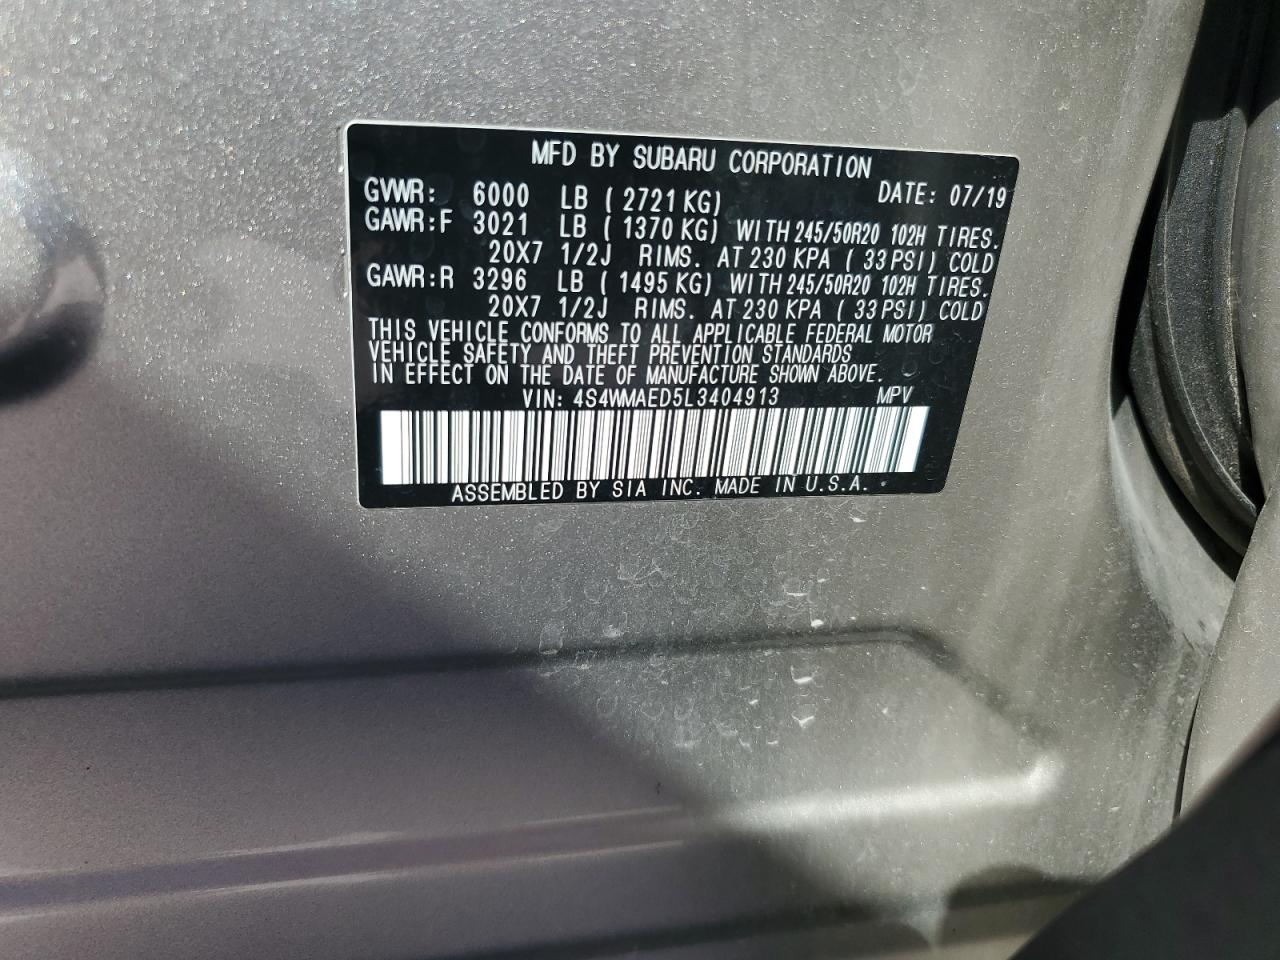 MFD BY SUBARU CORPORATION
GVWR: 6000 LB ( 2721 KG) DATE: 07/19
GAWR:F 3021 LB ( 1370 KG) WITH 245/50R20 102H TIRES.
20X7 1/2J RIMS. AT 230 KPA ( 33 PSI) COLD
GAWR:R 3296 LB ( 1495 KG) WITH 245/50R20 102H TIRES.
20X7 1/2J RIMS. AT 230 KPA ( 33 PSI) COLD
THIS VEHICLE CONFORMS TO ALL APPLICABLE FEDERAL MOTOR
VEHICLE SAFETY AND THEFT PREVENTION STANDARDS
IN EFFECT ON THE DATE OF MANUFACTURE SHOWN ABOVE.
VIN: 4S4WMAED5L3404913 MPV
ASSEMBLED BY SIA INC. MADE IN U.S.A.